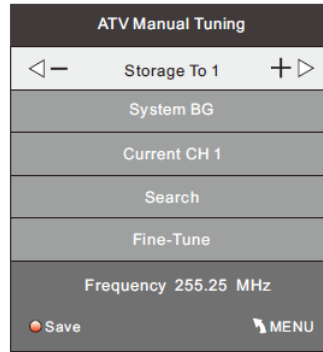 ATV Manual Tuning
Storage To 1
System BG
Current CH 1
Search
Fine-Tune
Frequency 255.25 MHz
Save MENU